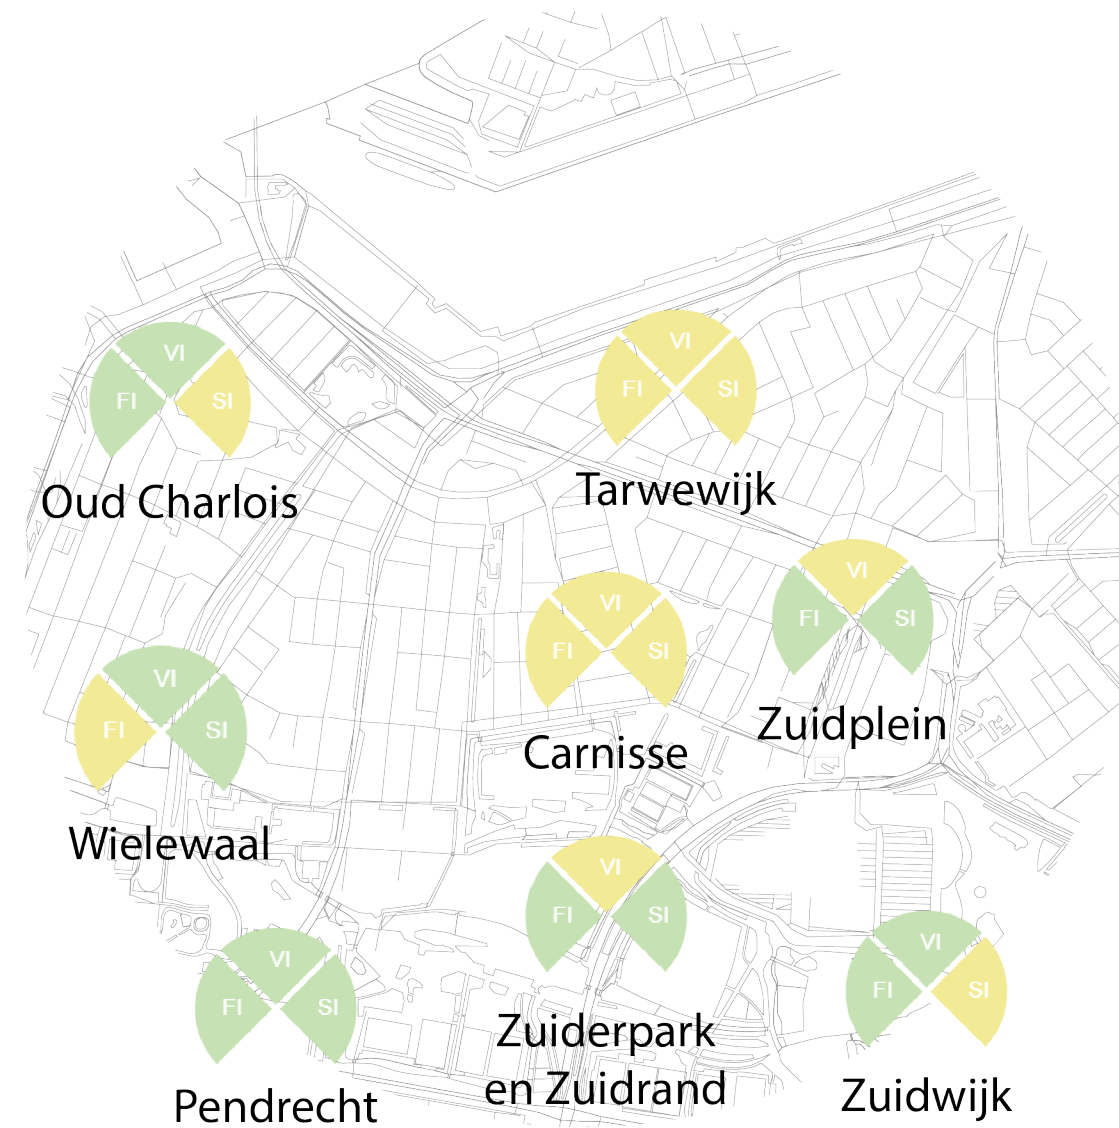 VI
FI SI
Oud Charlois
VI
FI SI
Tarwewijk
VI
FI SI
Zuidplein
VI
FI SI
Carnisse
VI
FI SI
Wielewaal
VI
FI SI
Zuiderpark
en Zuidrand
VI
FI SI
Zuidwijk
VI
FI SI
Pendrecht